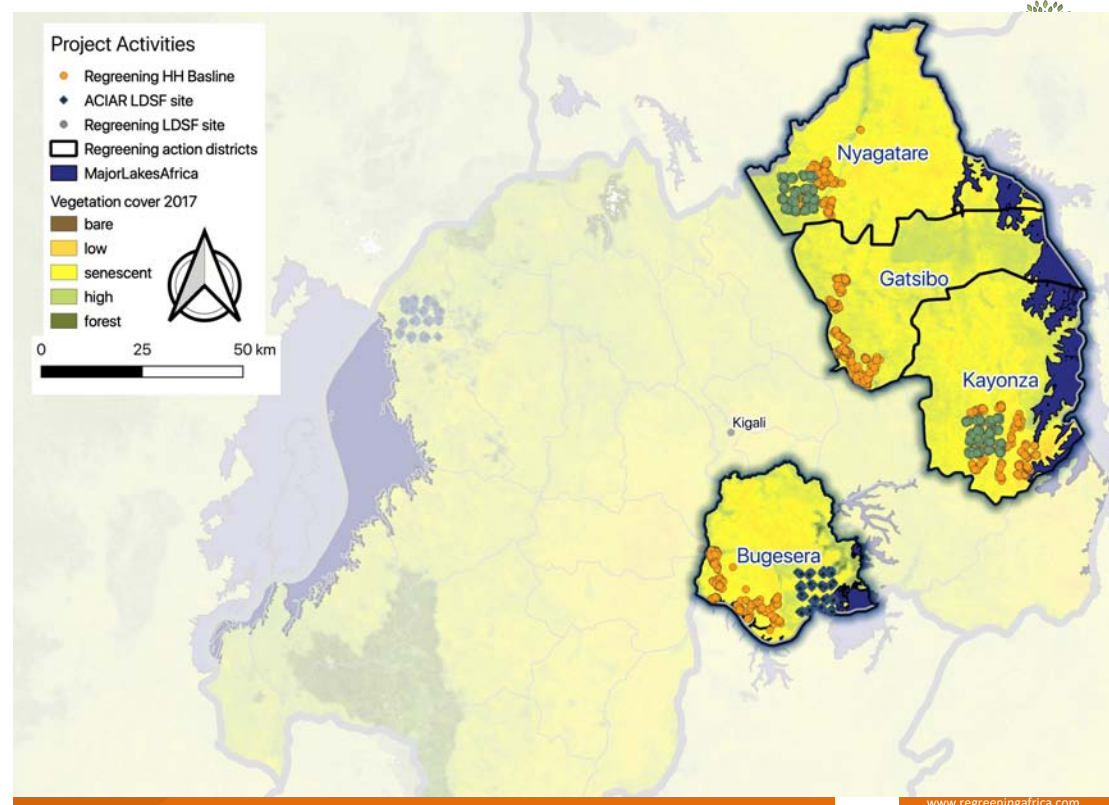 Project Activities
Regreening HH Basline
ACIAR LDSF site
Regreening LDSF site
Regreening action districts
MajorLakesAfrica
Vegetation cover 2017
bare
low
senescent
high
forest
0 25 50 km
Nyagatare
Gatsibo
Kayonza
Kigali
Bugesera
www.regreeningafrica.com